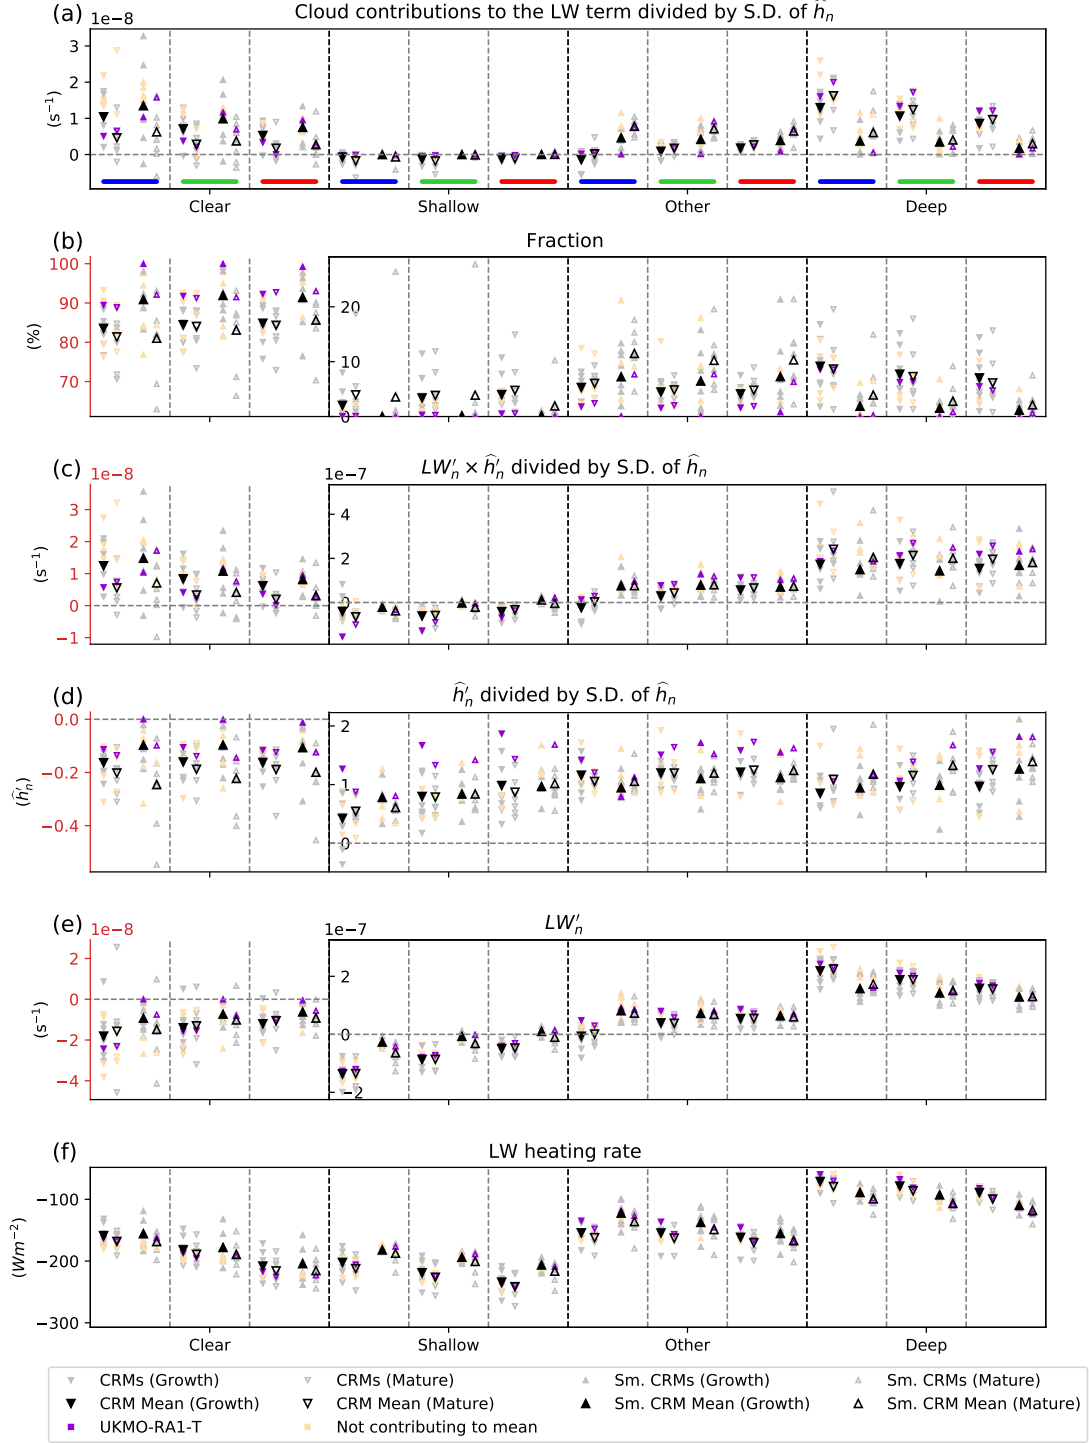 (a) Cloud contributions to the LW term divided by S.D. of ĥₙ
1e−8
3
2
1
0
(s⁻¹)
Clear Shallow Other Deep
(b) Fraction
100
90
80
70
(%)
20
10
0
(c) LW′ₙ × ĥ′ₙ divided by S.D. of ĥₙ
1e−8
1e−7
3
2
1
0
−1
(s⁻¹)
4
2
0
(d) ĥ′ₙ divided by S.D. of ĥₙ
0.0
−0.2
−0.4
(ĥ′ₙ)
2
1
0
(e) LW′ₙ
1e−8
1e−7
2
0
−2
−4
(s⁻¹)
2
0
−2
(f) LW heating rate
−100
−200
−300
(Wm⁻²)
Clear Shallow Other Deep
CRMs (Growth) CRMs (Mature) Sm. CRMs (Growth) Sm. CRMs (Mature)
CRM Mean (Growth) CRM Mean (Mature) Sm. CRM Mean (Growth) Sm. CRM Mean (Mature)
UKMO-RA1-T Not contributing to mean